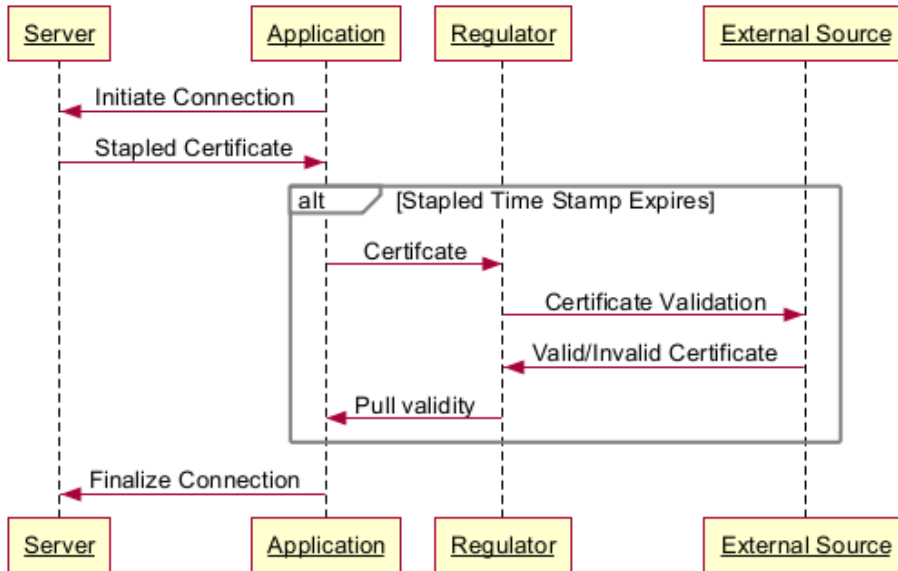 Server Application Regulator External Source
Initiate Connection
Stapled Certificate
alt [Stapled Time Stamp Expires]
Certifcate
Certificate Validation
Valid/Invalid Certificate
Pull validity
Finalize Connection
Server Application Regulator External Source